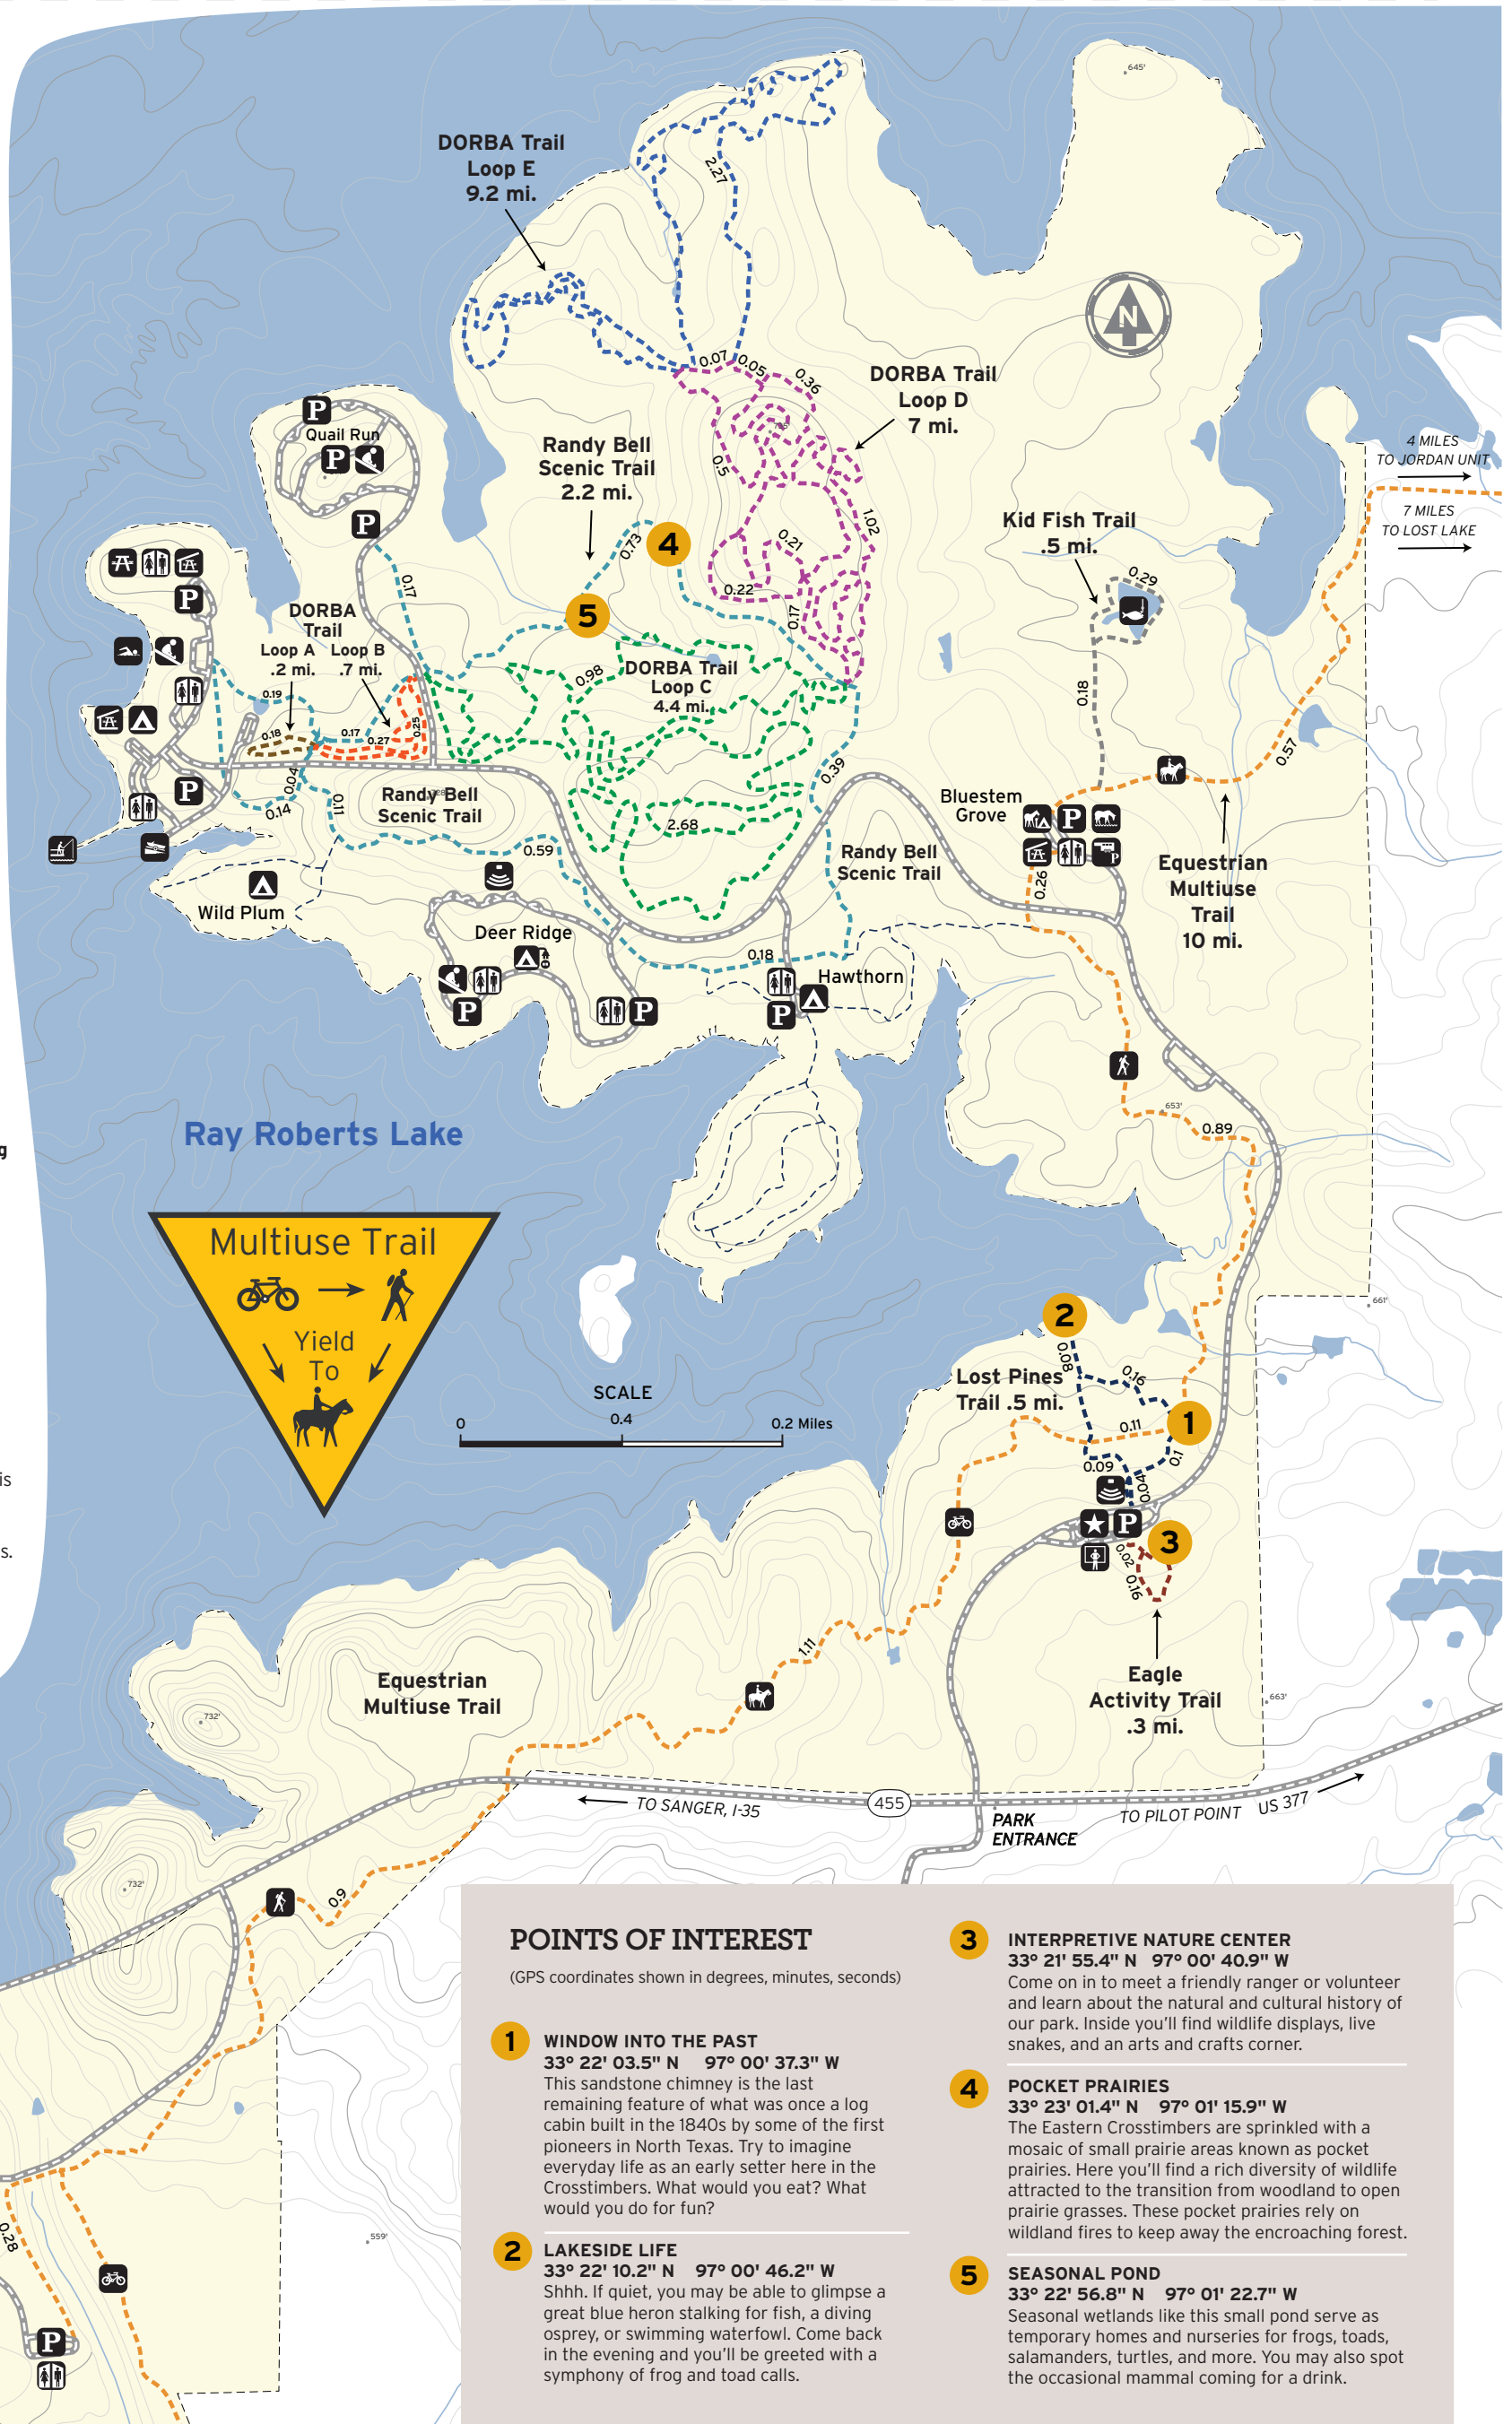 645'
DORBA Trail
Loop E
9.2 mi.
2.27
N
0.07
0.05
0.36
DORBA Trail
Loop D
7 mi.
P
Quail Run
P
Randy Bell
Scenic Trail
2.2 mi.
0.5
4 MILES
TO JORDAN UNIT
7 MILES
TO LOST LAKE
P
4
0.73
1.02
0.21
Kid Fish Trail
.5 mi.
0.29
0.17
0.22
0.17
P
5
DORBA
Trail
Loop A
.2 mi.
Loop B
.7 mi.
0.98
DORBA Trail
Loop C
4.4 mi.
0.19
0.18
0.18
0.17
0.27
0.25
0.57
0.04
0.14
0.11
P
Randy Bell
Scenic Trail
0.39
2.68
Bluestem
Grove
P
P
0.59
Randy Bell
Scenic Trail
0.26
Equestrian
Multiuse
Trail
10 mi.
Wild Plum
Deer Ridge
0.18
Hawthorn
P
P
P
653'
0.89
Ray Roberts Lake
g
Multiuse Trail
Yield
To
661'
2
0.08
Lost Pines
Trail .5 mi.
0.16
0.11
1
0.1
0.09
0.04
SCALE
0
0.4
0.2 Miles
is
s.
P
3
0.02
0.16
Eagle
Activity Trail
.3 mi.
1.11
Equestrian
Multiuse Trail
732'
663'
TO SANGER, I-35
455
PARK
ENTRANCE
TO PILOT POINT
US 377
732'
0.9
559'
0.28
P
POINTS OF INTEREST
(GPS coordinates shown in degrees, minutes, seconds)
1
WINDOW INTO THE PAST
33° 22' 03.5" N 97° 00' 37.3" W
This sandstone chimney is the last
remaining feature of what was once a log
cabin built in the 1840s by some of the first
pioneers in North Texas. Try to imagine
everyday life as an early setter here in the
Crosstimbers. What would you eat? What
would you do for fun?
2
LAKESIDE LIFE
33° 22' 10.2" N 97° 00' 46.2" W
Shhh. If quiet, you may be able to glimpse a
great blue heron stalking for fish, a diving
osprey, or swimming waterfowl. Come back
in the evening and you'll be greeted with a
symphony of frog and toad calls.
3
INTERPRETIVE NATURE CENTER
33° 21' 55.4" N 97° 00' 40.9" W
Come on in to meet a friendly ranger or volunteer
and learn about the natural and cultural history of
our park. Inside you'll find wildlife displays, live
snakes, and an arts and crafts corner.
4
POCKET PRAIRIES
33° 23' 01.4" N 97° 01' 15.9" W
The Eastern Crosstimbers are sprinkled with a
mosaic of small prairie areas known as pocket
prairies. Here you'll find a rich diversity of wildlife
attracted to the transition from woodland to open
prairie grasses. These pocket prairies rely on
wildland fires to keep away the encroaching forest.
5
SEASONAL POND
33° 22' 56.8" N 97° 01' 22.7" W
Seasonal wetlands like this small pond serve as
temporary homes and nurseries for frogs, toads,
salamanders, turtles, and more. You may also spot
the occasional mammal coming for a drink.